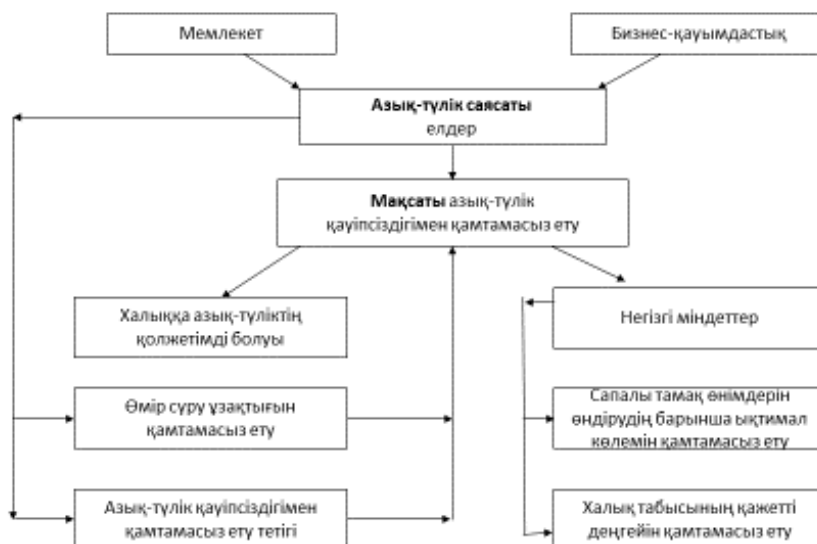 Мемлекет
Бизнес-қауымдастық
Азық-түлік саясаты
елдер
Мақсаты азық-түлік
қауіпсіздігімен қамтамасыз ету
Халыққа азық-түліктің
қолжетімді болуы
Негізгі міндеттер
Өмір сүру ұзақтығын
қамтамасыз ету
Сапалы тамақ өнімдерін
өндірудің барынша ықтимал
көлемін қамтамасыз ету
Азық-түлік қауіпсіздігімен
қамтамасыз ету тетігі
Халық табысының қажетті
деңгейін қамтамасыз ету